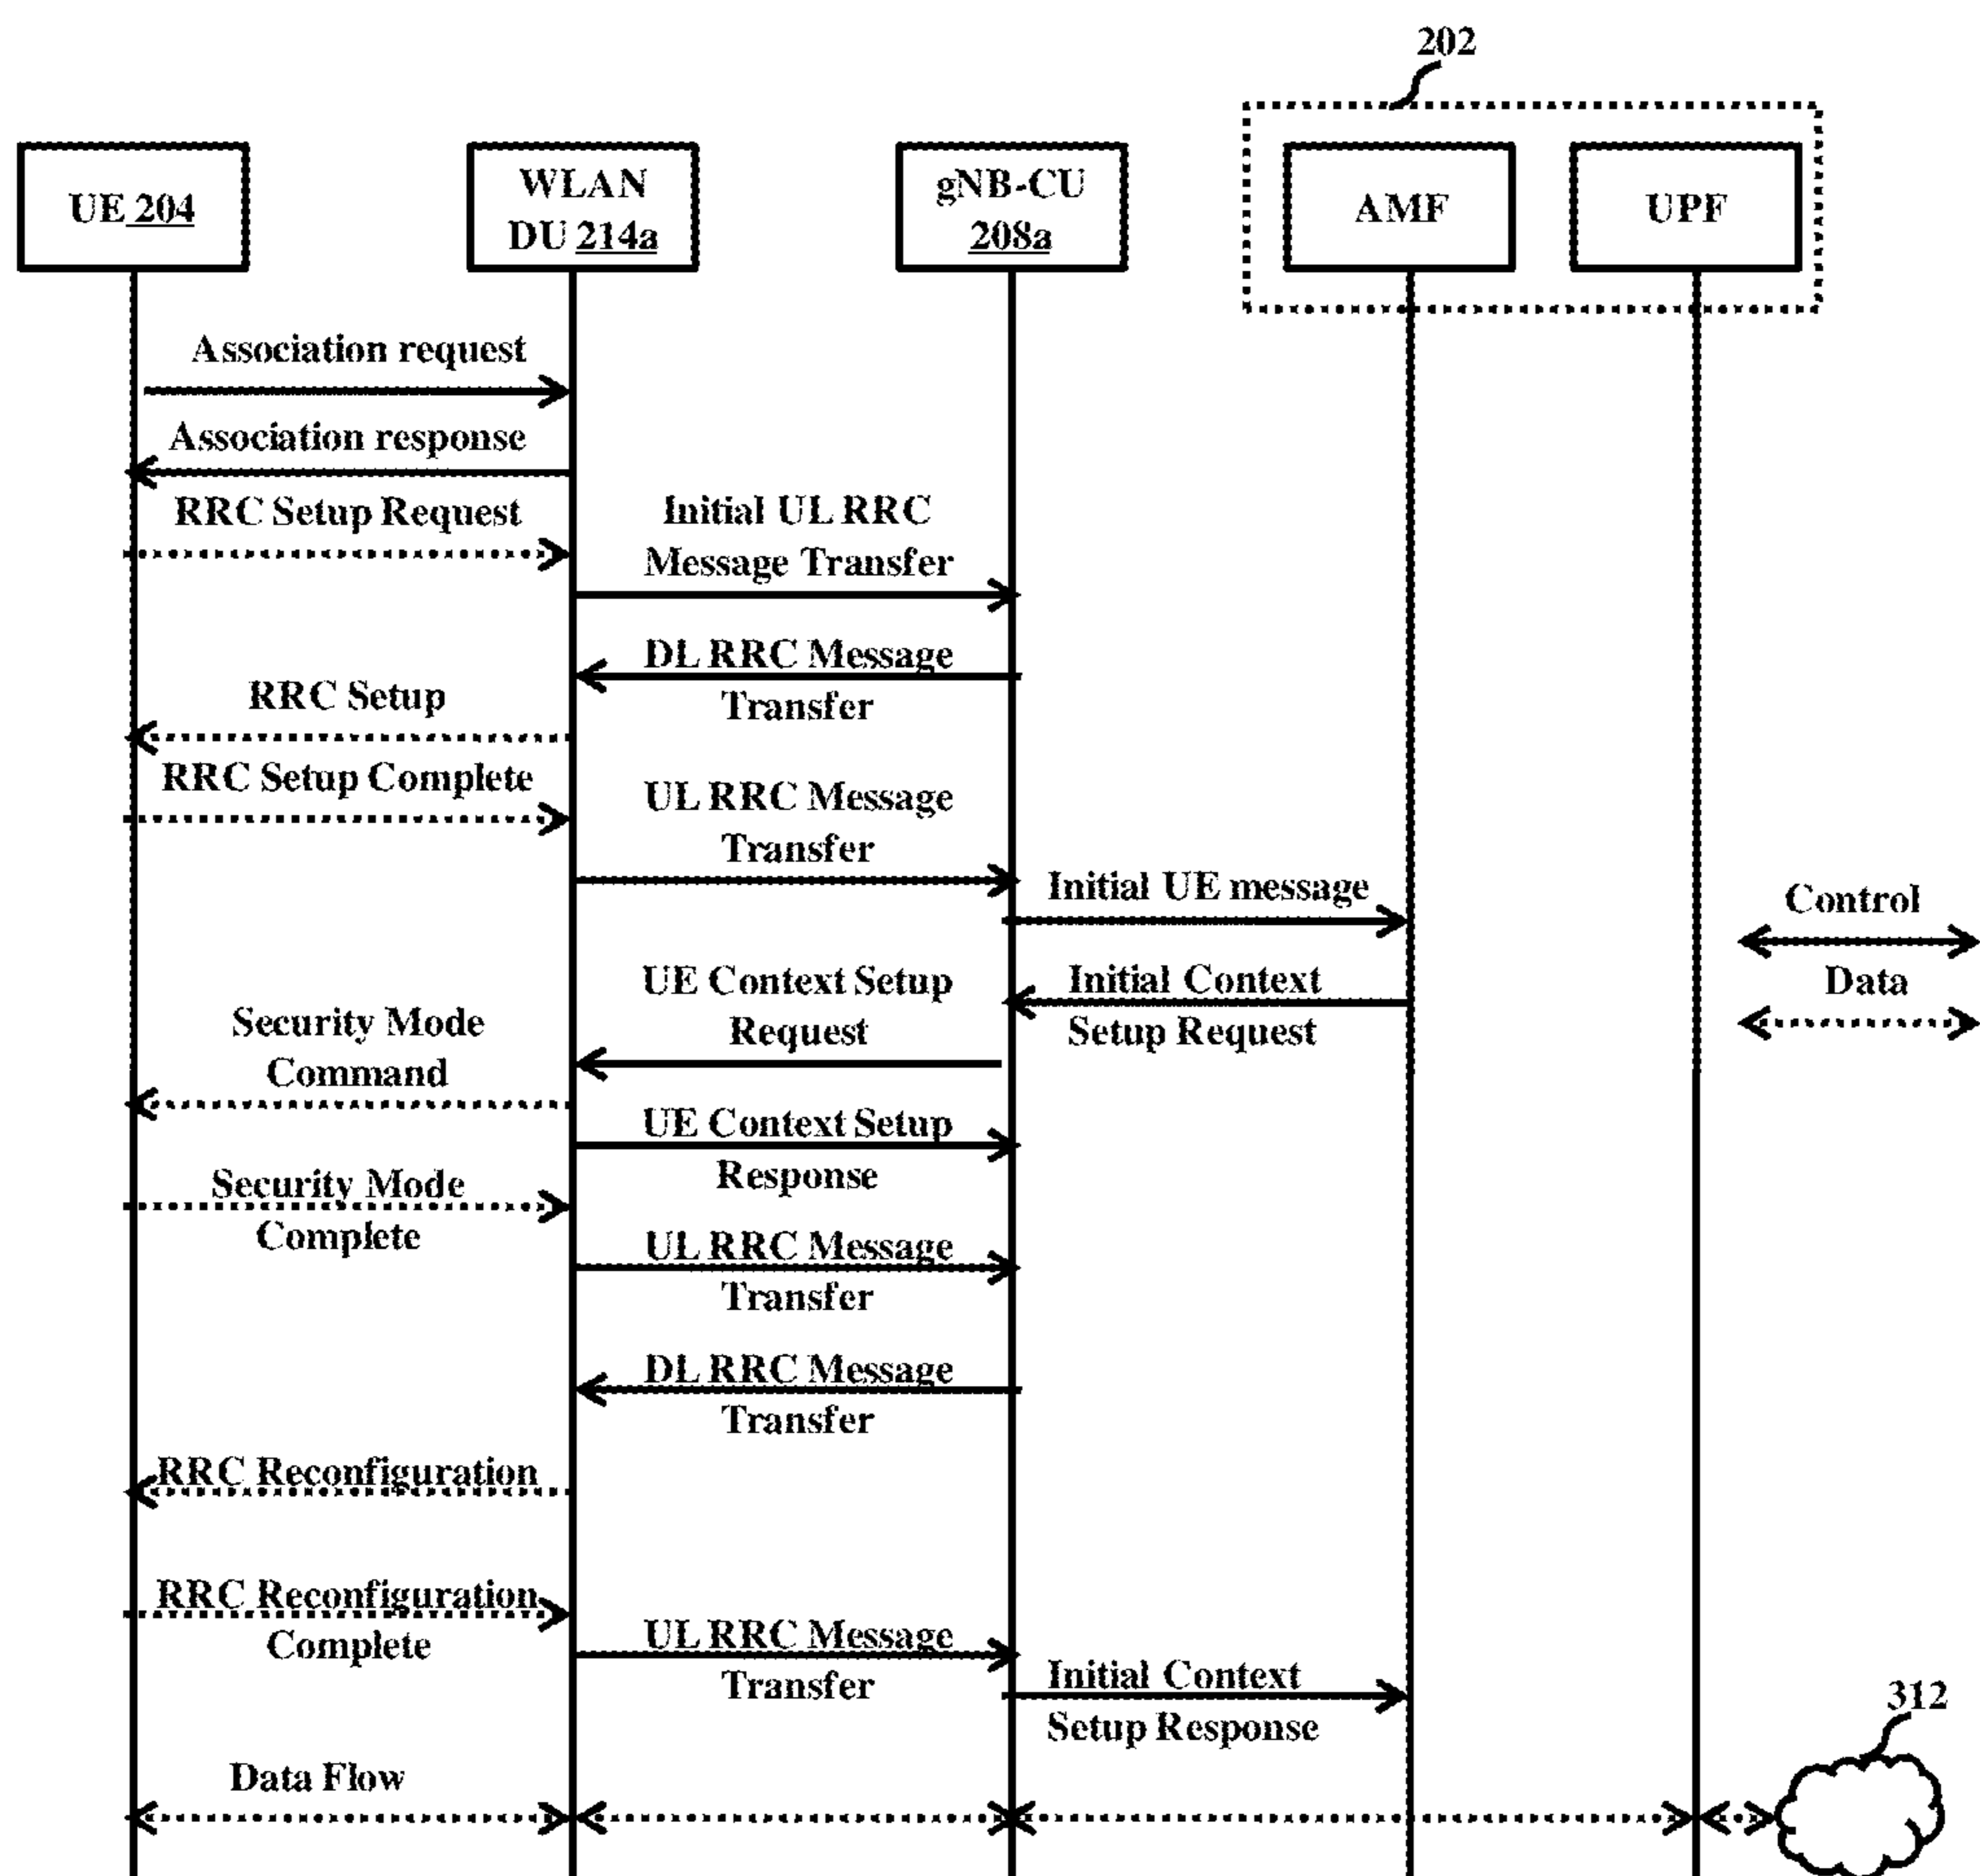 202
UE 204
WLAN
DU 214a
gNB-CU
208a
AMF
UPF
Association request
Association response
RRC Setup Request
Initial UL RRC
Message Transfer
DL RRC Message
Transfer
RRC Setup
RRC Setup Complete
UL RRC Message
Transfer
Initial UE message
Control
Data
Initial Context
Setup Request
UE Context Setup
Request
Security Mode
Command
UE Context Setup
Response
Security Mode
Complete
UL RRC Message
Transfer
DL RRC Message
Transfer
RRC Reconfiguration
RRC Reconfiguration
Complete
UL RRC Message
Transfer
Initial Context
Setup Response
312
Data Flow